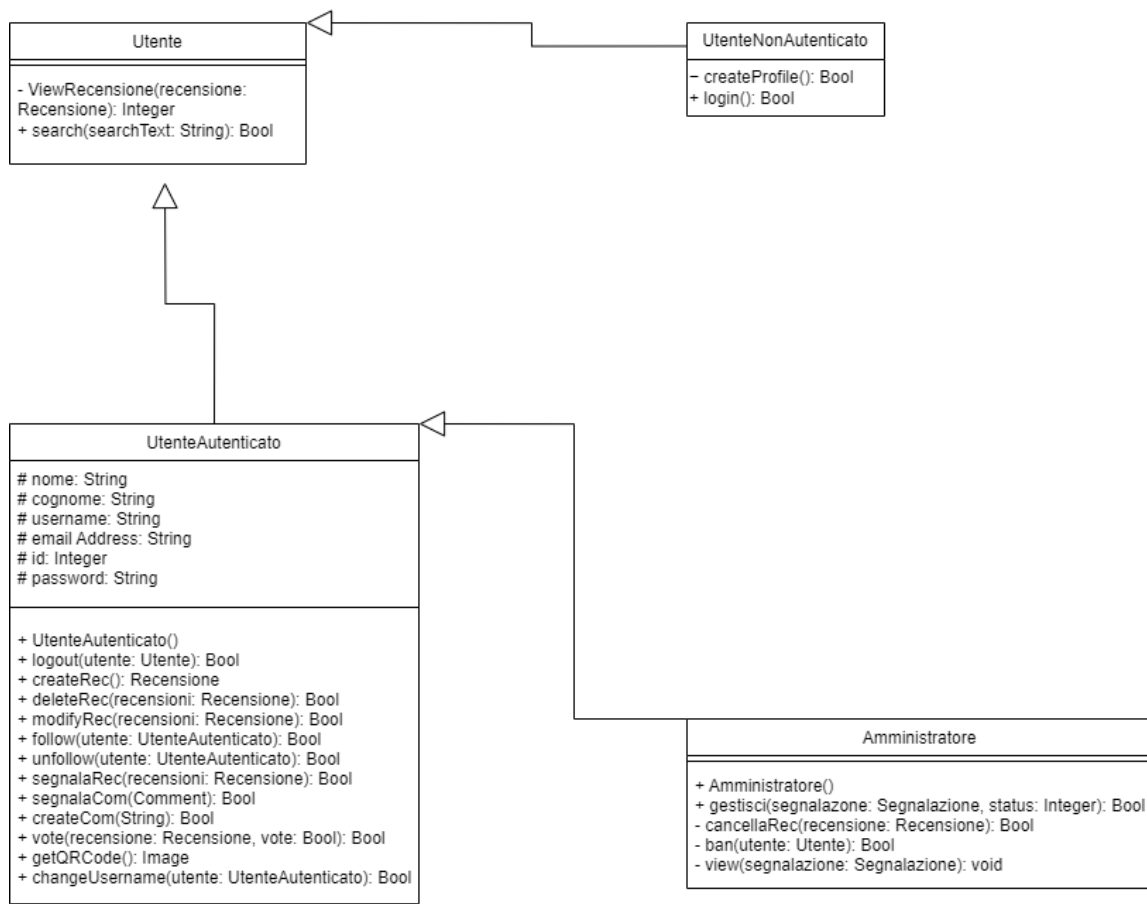 Utente
- ViewRecensione(recensione:
Recensione): Integer
+ search(searchText: String): Bool
UtenteNonAutenticato
− createProfile(): Bool
+ login(): Bool
UtenteAutenticato
# nome: String
# cognome: String
# username: String
# email Address: String
# id: Integer
# password: String
+ UtenteAutenticato()
+ logout(utente: Utente): Bool
+ createRec(): Recensione
+ deleteRec(recensioni: Recensione): Bool
+ modifyRec(recensioni: Recensione): Bool
+ follow(utente: UtenteAutenticato): Bool
+ unfollow(utente: UtenteAutenticato): Bool
+ segnalaRec(recensioni: Recensione): Bool
+ segnalaCom(Comment): Bool
+ createCom(String): Bool
+ vote(recensione: Recensione, vote: Bool): Bool
+ getQRCode(): Image
+ changeUsername(utente: UtenteAutenticato): Bool
Amministratore
+ Amministratore()
+ gestisci(segnalazone: Segnalazione, status: Integer): Bool
- cancellaRec(recensione: Recensione): Bool
- ban(utente: Utente): Bool
- view(segnalazione: Segnalazione): void